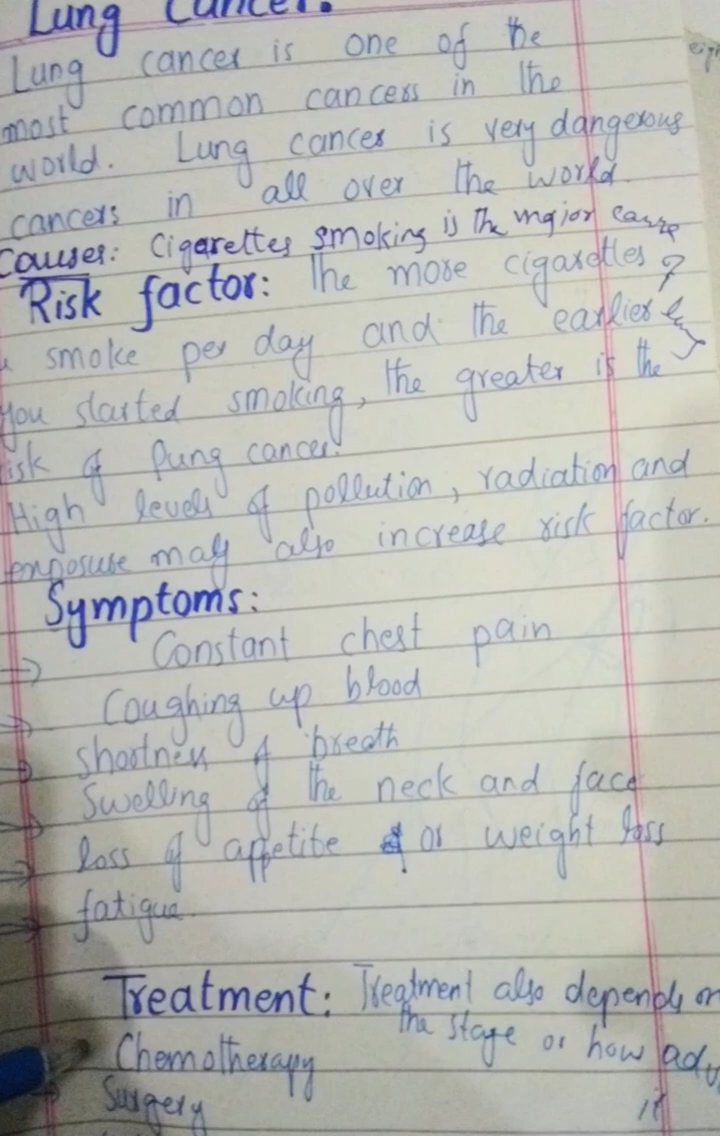 Lung Cancer.
Lung cancer is one of the
most common cancers in the
world. Lung cancer is very dangerous
cancers in all over the world.
Causes: Cigarettes smoking is the major cause
Risk factor: The more cigarettes
smoke per day and the earlier
You started smoking, the greater is the
isk of lung cancer.
High levels of pollution, radiation and
exposure may also increase risk factor.
Symptoms:
→ Constant chest pain
→ Coughing up blood
→ shortness of breath
→ Swelling of the neck and face
→ loss of appetite or weight loss
→ fatigue.
Treatment: Treatment also depends on
the stage or how adv
Chemotherapy
Surgery it